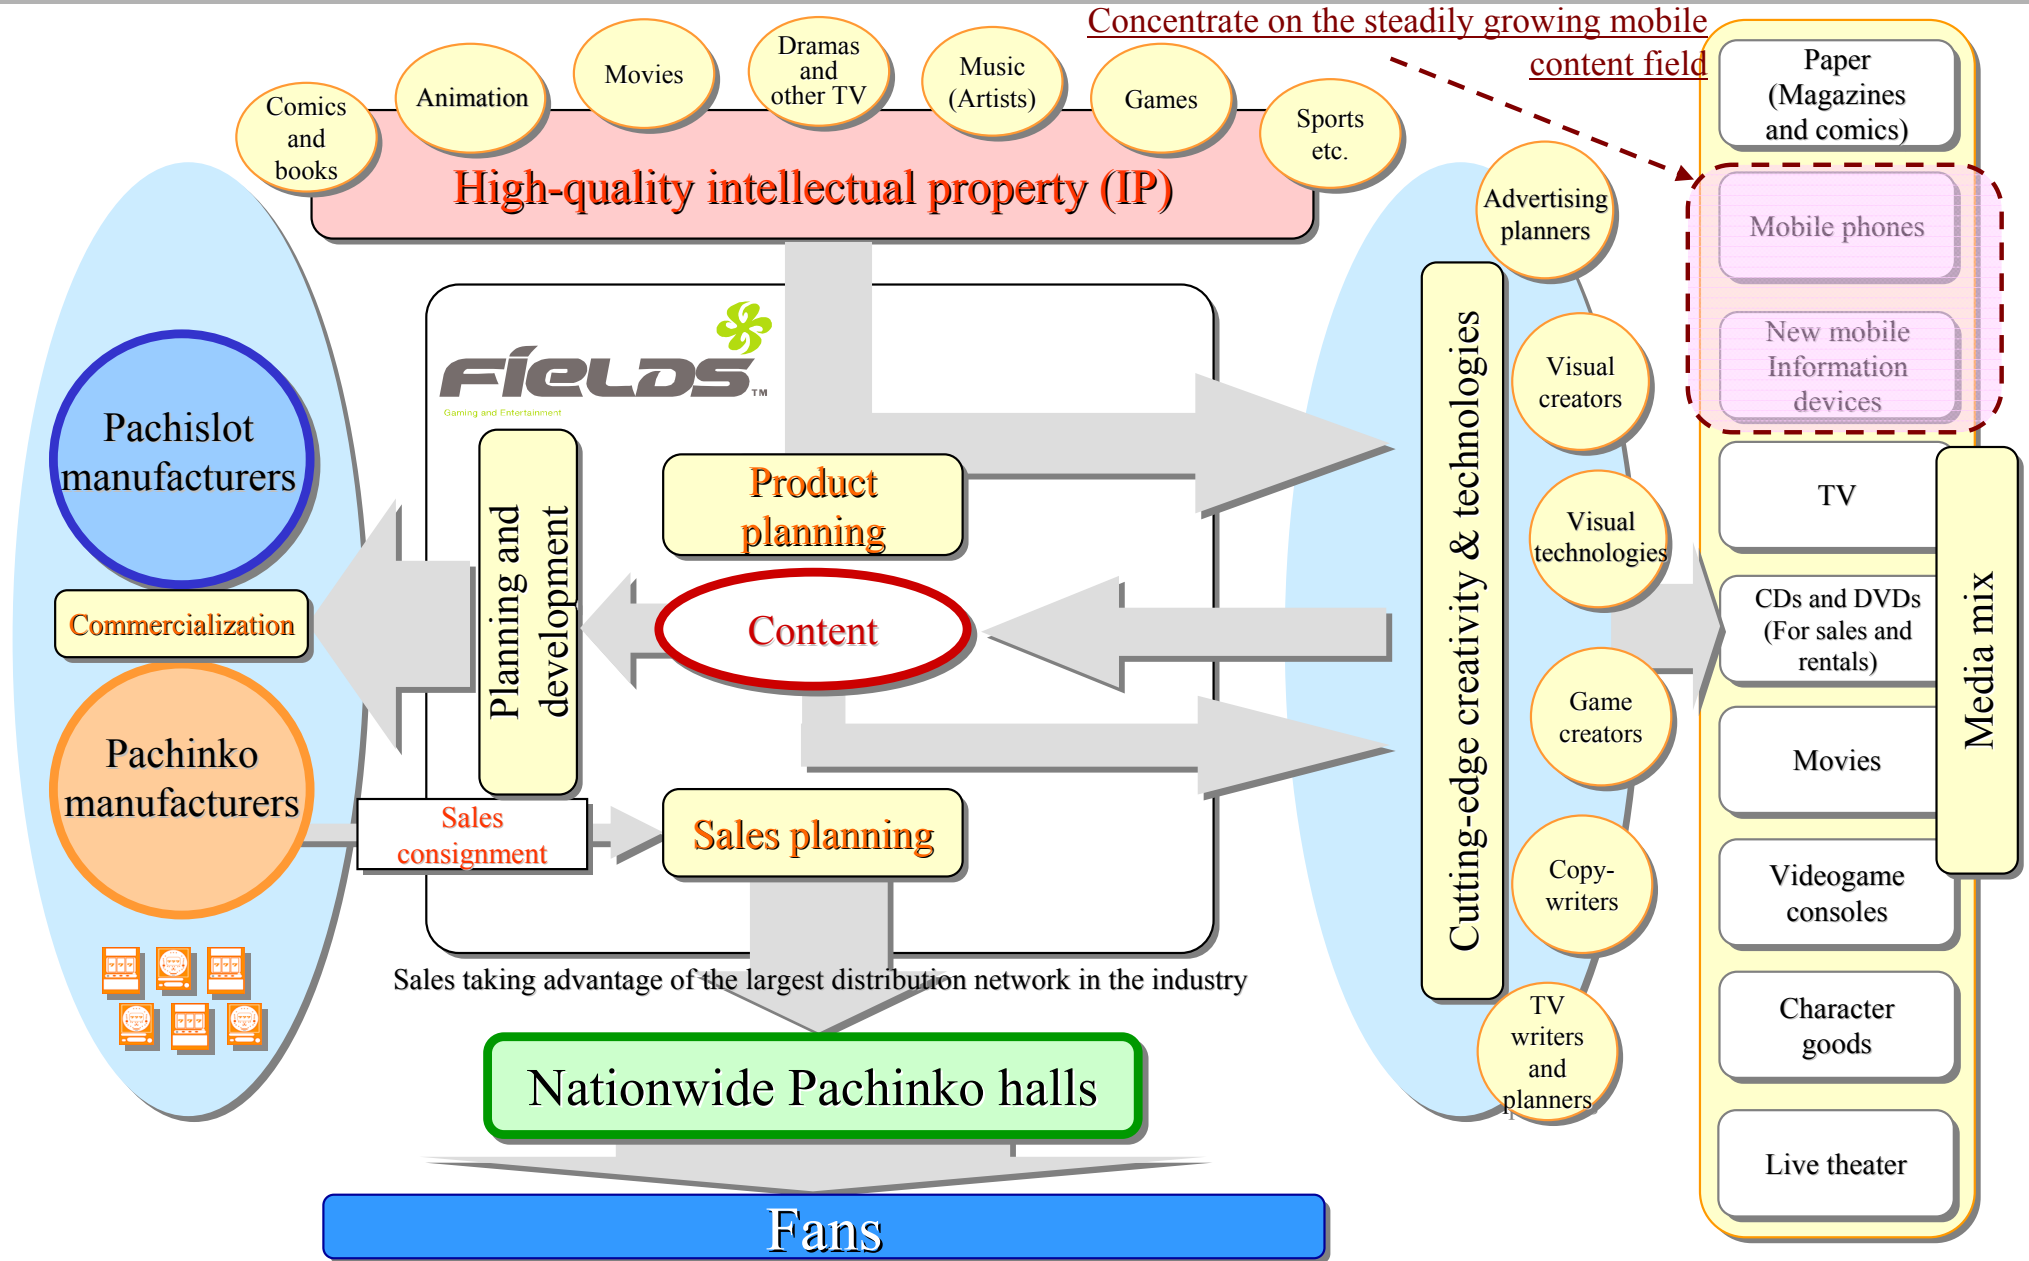 Concentrate on the steadily growing mobile
content field
Comics
and
books
Animation
Movies
Dramas
and
other TV
Music
(Artists)
Games
Sports
etc.
High-quality intellectual property (IP)
FIELDS TM
Gaming and Entertainment
Pachislot
manufacturers
Commercialization
Pachinko
manufacturers
Planning and
development
Product
planning
Content
Sales
consignment
Sales planning
Sales taking advantage of the largest distribution network in the industry
Nationwide Pachinko halls
Fans
Cutting-edge creativity & technologies
Advertising
planners
Visual
creators
Visual
technologies
Game
creators
Copy-
writers
TV
writers
and
planners
Paper
(Magazines
and comics)
Mobile phones
New mobile
Information
devices
TV
CDs and DVDs
(For sales and
rentals)
Movies
Videogame
consoles
Character
goods
Live theater
Media mix